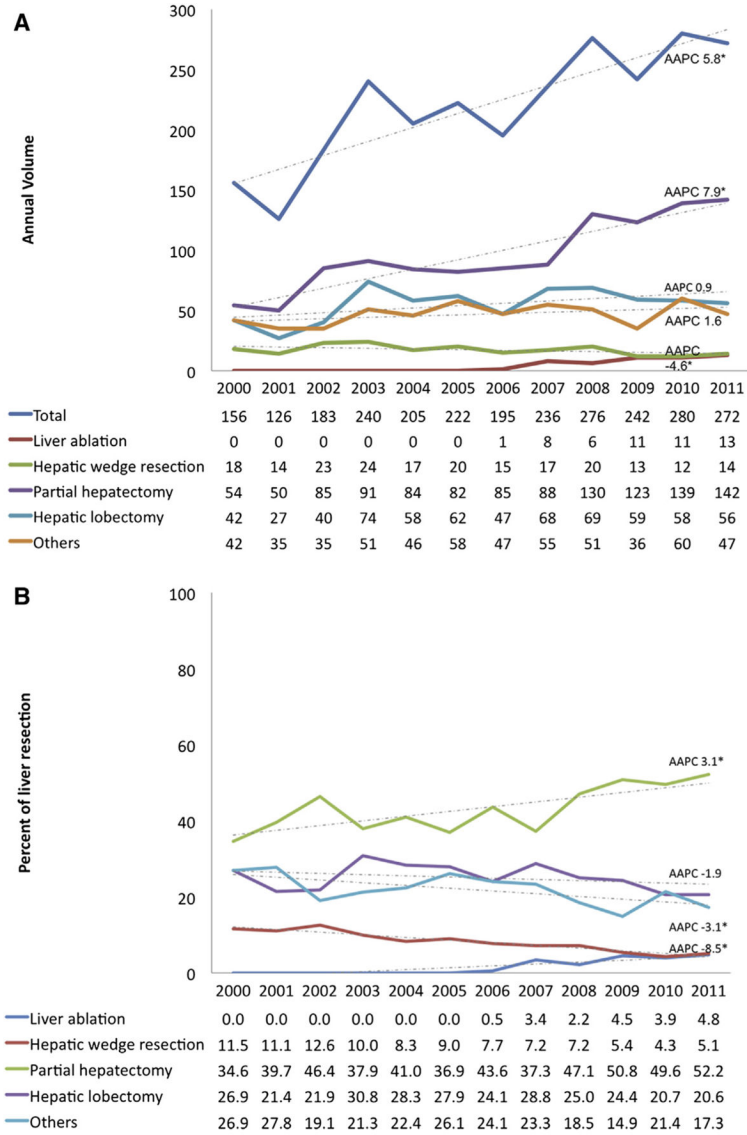 A
300
250
200
150
100
50
0
Annual Volume
AAPC 5.8*
AAPC 7.9*
AAPC 0.9
AAPC 1.6
AAPC
-4.6*
2000 2001 2002 2003 2004 2005 2006 2007 2008 2009 2010 2011
Total 156 126 183 240 205 222 195 236 276 242 280 272
Liver ablation 0 0 0 0 0 0 1 8 6 11 11 13
Hepatic wedge resection 18 14 23 24 17 20 15 17 20 13 12 14
Partial hepatectomy 54 50 85 91 84 82 85 88 130 123 139 142
Hepatic lobectomy 42 27 40 74 58 62 47 68 69 59 58 56
Others 42 35 35 51 46 58 47 55 51 36 60 47
B
100
80
60
40
20
0
Percent of liver resection
AAPC 3.1*
AAPC -1.9
AAPC -3.1*
AAPC -8.5*
2000 2001 2002 2003 2004 2005 2006 2007 2008 2009 2010 2011
Liver ablation 0.0 0.0 0.0 0.0 0.0 0.0 0.5 3.4 2.2 4.5 3.9 4.8
Hepatic wedge resection 11.5 11.1 12.6 10.0 8.3 9.0 7.7 7.2 7.2 5.4 4.3 5.1
Partial hepatectomy 34.6 39.7 46.4 37.9 41.0 36.9 43.6 37.3 47.1 50.8 49.6 52.2
Hepatic lobectomy 26.9 21.4 21.9 30.8 28.3 27.9 24.1 28.8 25.0 24.4 20.7 20.6
Others 26.9 27.8 19.1 21.3 22.4 26.1 24.1 23.3 18.5 14.9 21.4 17.3